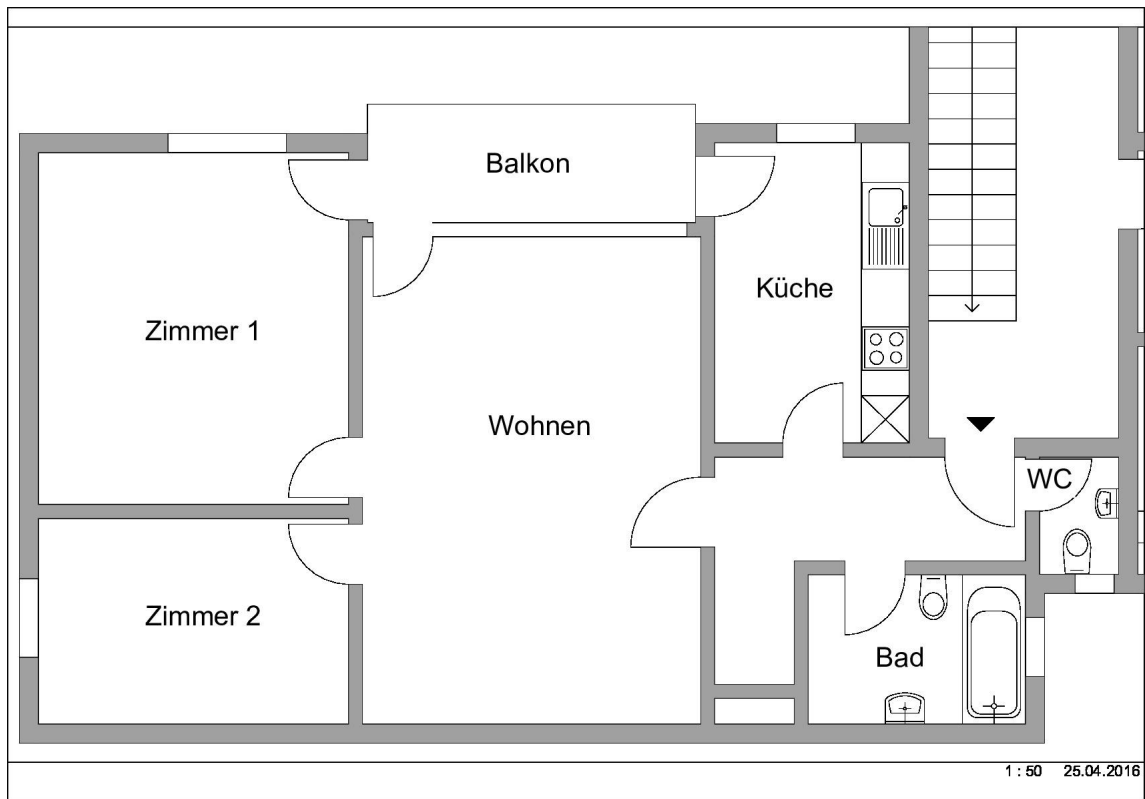 Balkon
Küche
Zimmer 1
Wohnen
WC
Zimmer 2
Bad
1 : 50 25.04.2016